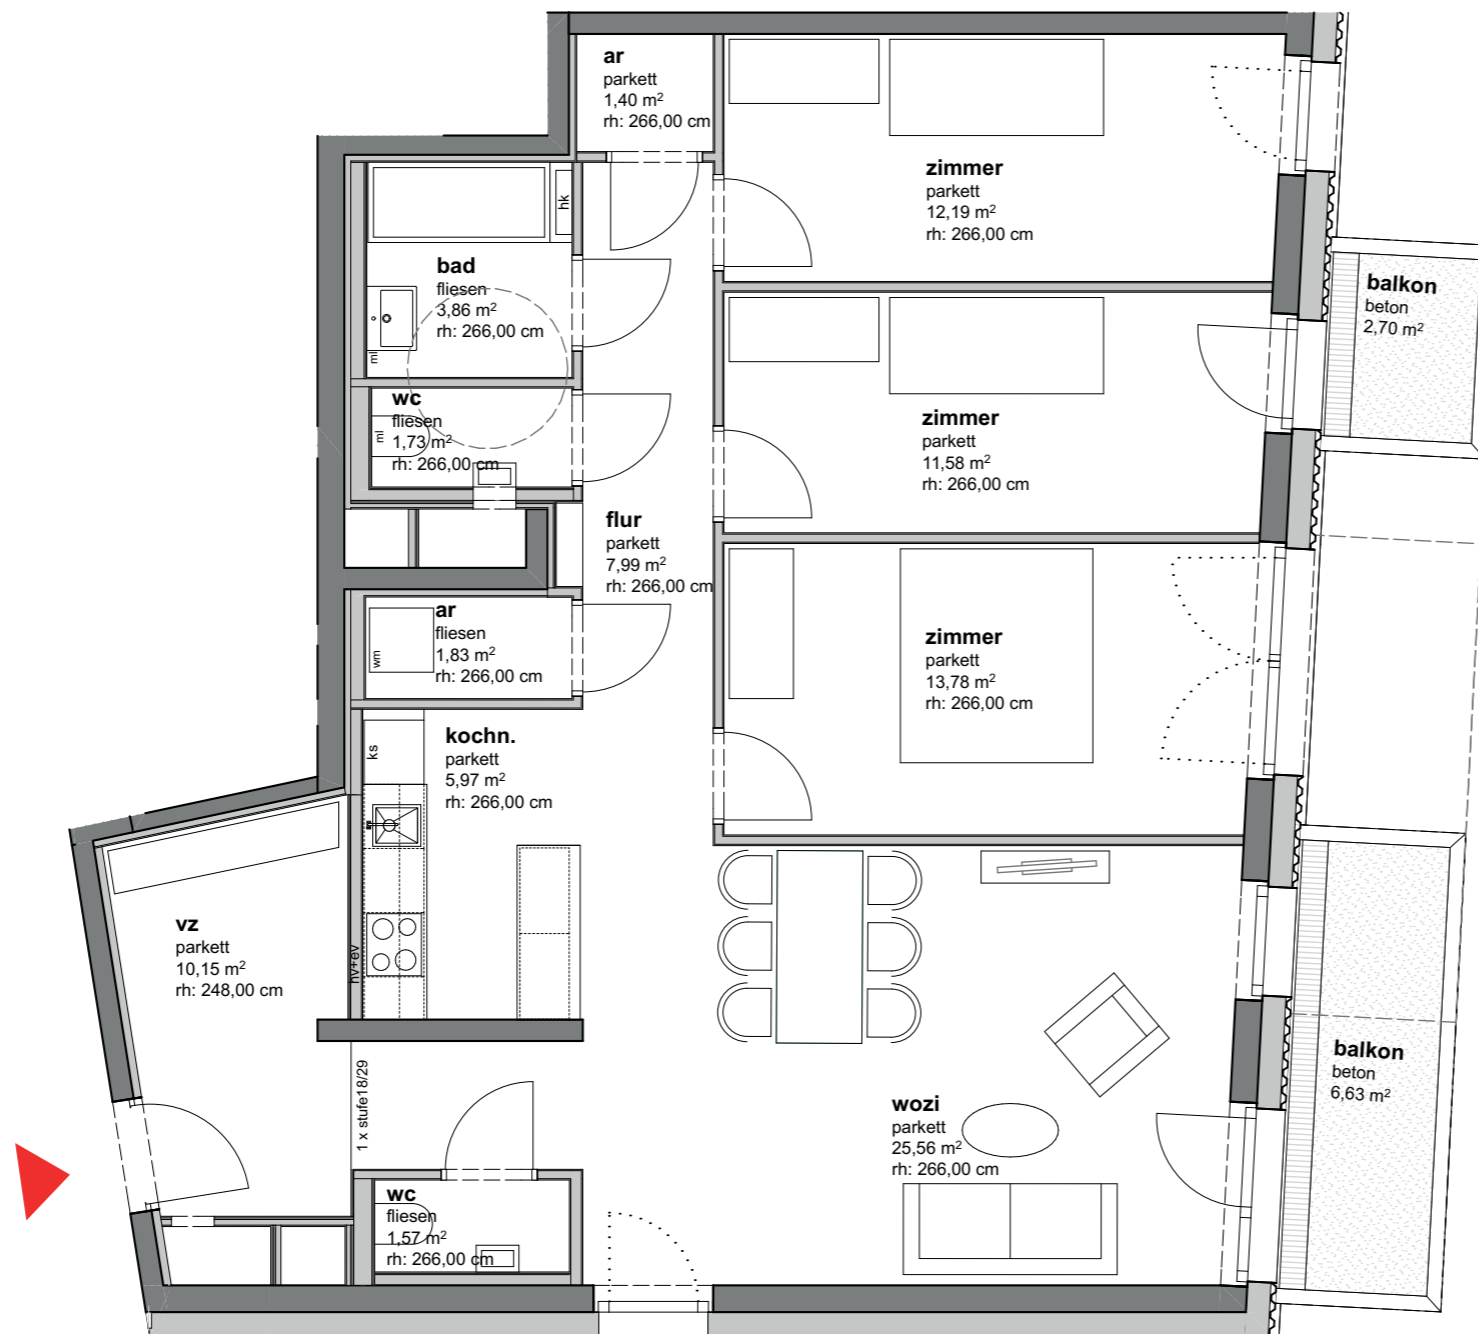 ar
parkett
1,40 m²
rh: 266,00 cm
zimmer
parkett
12,19 m²
rh: 266,00 cm
hk
bad
fliesen
3,86 m²
rh: 266,00 cm
ml
balkon
beton
2,70 m²
wc
fliesen
1,73 m²
rh: 266,00 cm
ml
zimmer
parkett
11,58 m²
rh: 266,00 cm
flur
parkett
7,99 m²
rh: 266,00 cm
ar
fliesen
1,83 m²
rh: 266,00 cm
wm
zimmer
parkett
13,78 m²
rh: 266,00 cm
kochn.
parkett
5,97 m²
rh: 266,00 cm
ks
hv+ev
vz
parkett
10,15 m²
rh: 248,00 cm
1 x stufe18/29
balkon
beton
6,63 m²
wozi
parkett
25,56 m²
rh: 266,00 cm
wc
fliesen
1,57 m²
rh: 266,00 cm